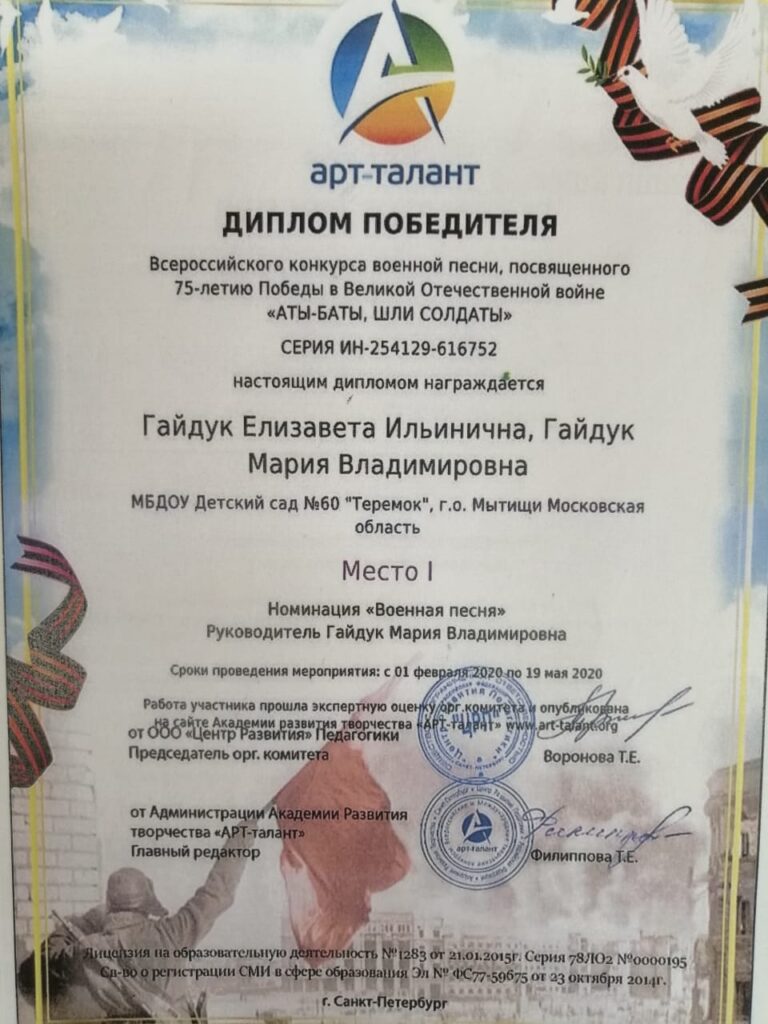 арт-талант
ДИПЛОМ ПОБЕДИТЕЛЯ
Всероссийского конкурса военной песни, посвященного
75-летию Победы в Великой Отечественной войне
«АТЫ-БАТЫ, ШЛИ СОЛДАТЫ»
СЕРИЯ ИН-254129-616752
настоящим дипломом награждается
Гайдук Елизавета Ильинична, Гайдук
Мария Владимировна
МБДОУ Детский сад №60 "Теремок", г.о. Мытищи Московская
область
Место I
Номинация «Военная песня»
Руководитель Гайдук Мария Владимировна
Сроки проведения мероприятия: с 01 февраля 2020 по 19 мая 2020
Работа участника прошла экспертную оценку орг.комитета и опубликована
на сайте Академии развития творчества «АРТ-талант» www.art-talant.org
от ООО «Центр Развития Педагогики
Председатель орг. комитета
"ЦРП"
Воронова Т.Е.
от Администрации Академии Развития
творчества «АРТ-талант»
Главный редактор
арт-талант
Филиппова Т.Е.
Лицензия на образовательную деятельность №1283 от 21.01.2015г. Серия 78ЛО2 №0000195
Св-во о регистрации СМИ в сфере образования Эл № ФС77-59675 от 23 октября 2014г.
г. Санкт-Петербург